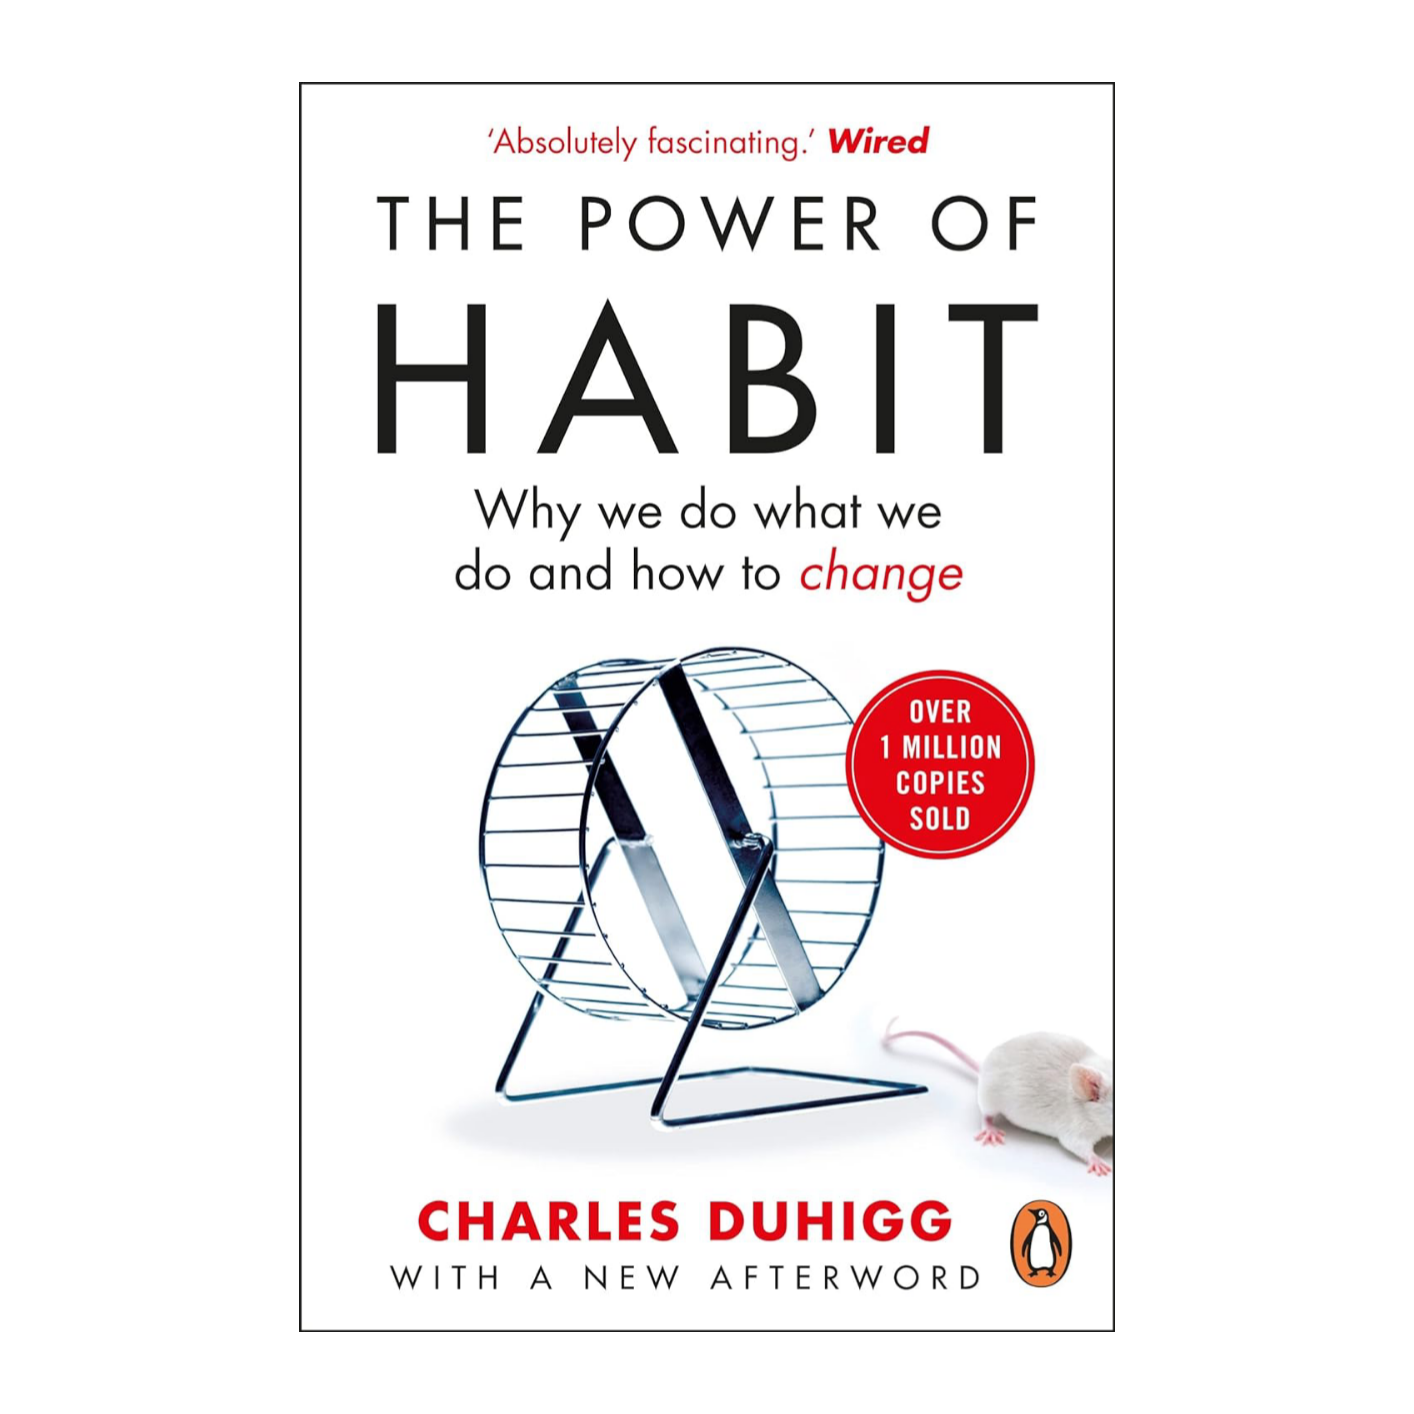 ‘Absolutely fascinating.’ Wired
THE POWER OF
HABIT
Why we do what we
do and how to change
OVER
1 MILLION
COPIES
SOLD
CHARLES DUHIGG
WITH A NEW AFTERWORD